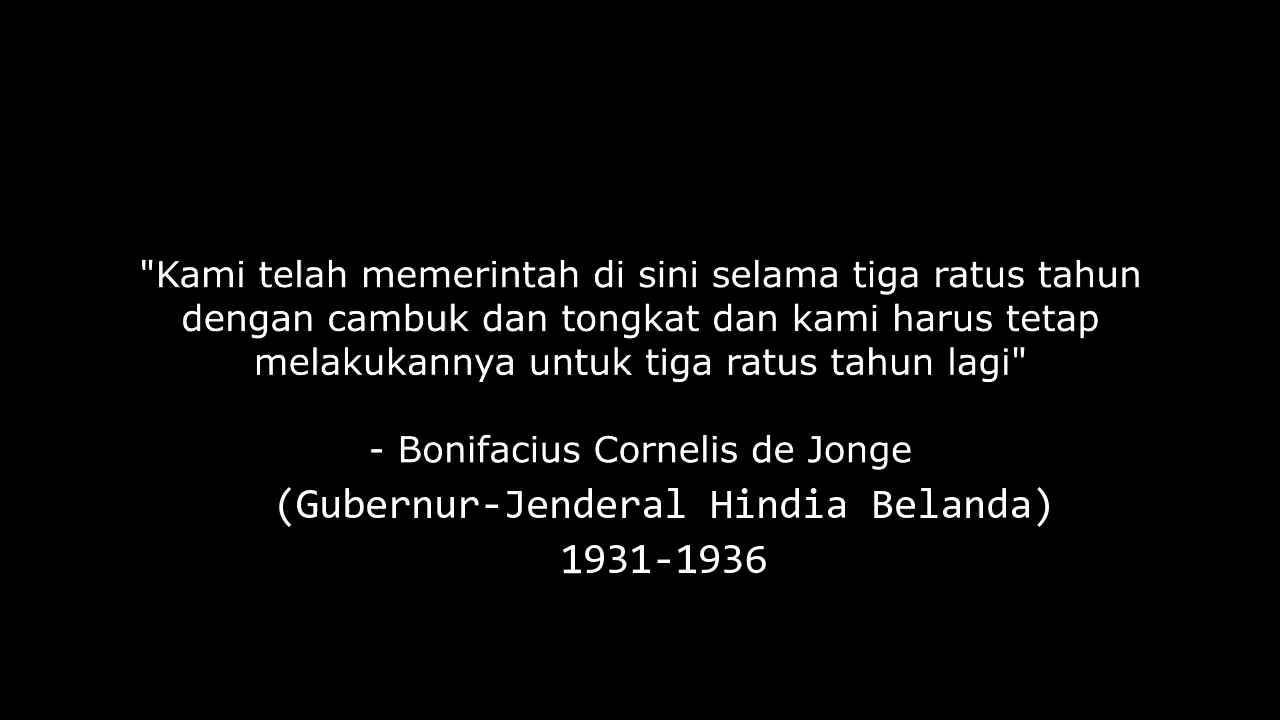 "Kami telah memerintah di sini selama tiga ratus tahun
dengan cambuk dan tongkat dan kami harus tetap
melakukannya untuk tiga ratus tahun lagi"
- Bonifacius Cornelis de Jonge
(Gubernur-Jenderal Hindia Belanda)
1931-1936